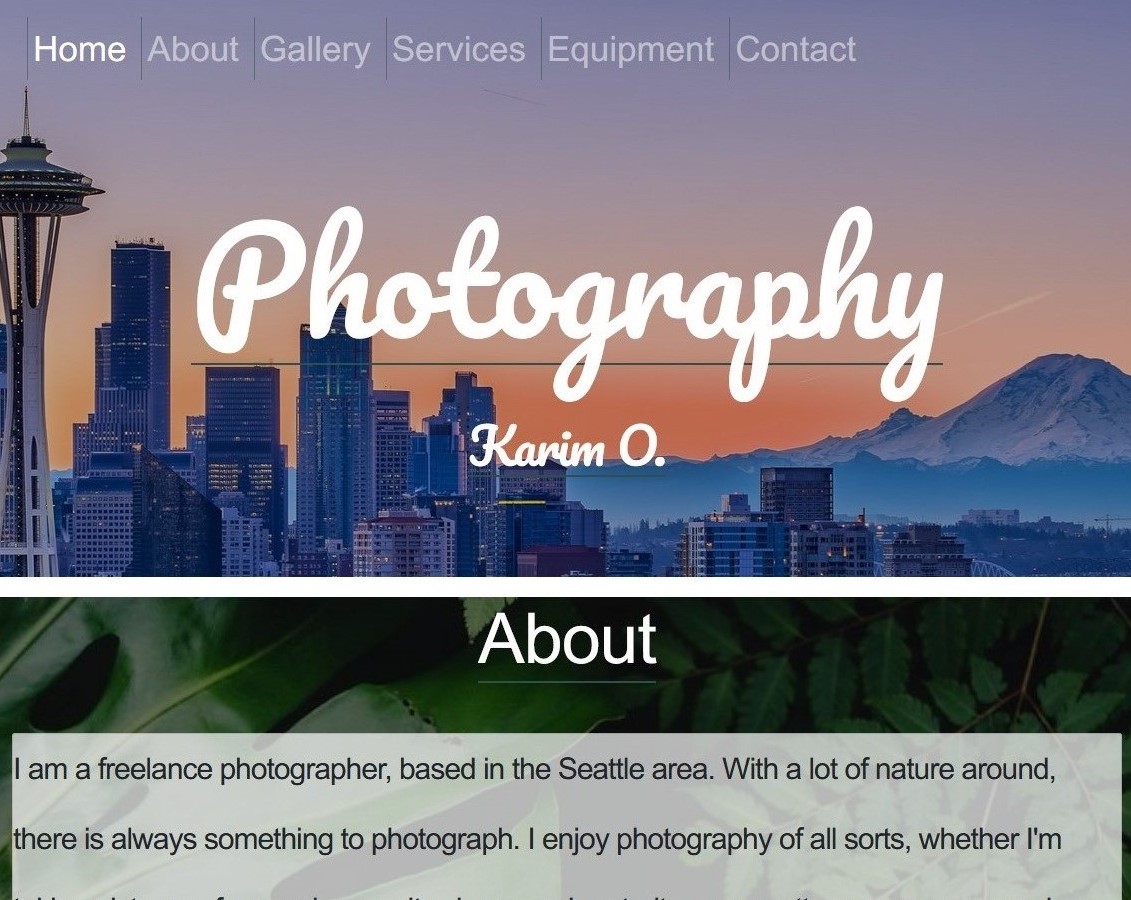 Home About Gallery Services Equipment Contact
Photography
Karim O.
About
I am a freelance photographer, based in the Seattle area. With a lot of nature around,
there is always something to photograph. I enjoy photography of all sorts, whether I'm